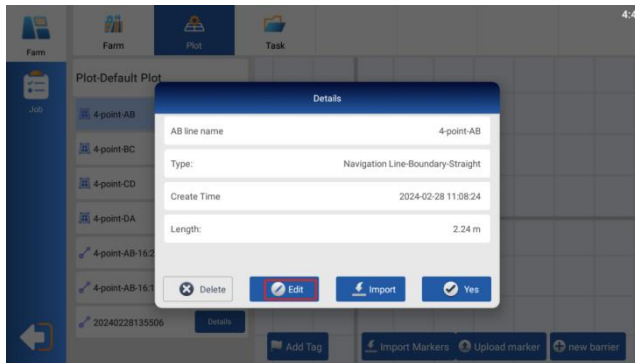 4:4
Farm
Farm
Plot
Task
Job
Plot-Default Plot
4-point-AB
4-point-BC
4-point-CD
4-point-DA
4-point-AB-16:2
4-point-AB-16:1
20240228135506
Details
Details
AB line name 4-point-AB
Type: Navigation Line-Boundary-Straight
Create Time 2024-02-28 11:08:24
Length: 2.24 m
Delete Edit Import Yes
Add Tag Import Markers Upload marker new barrier